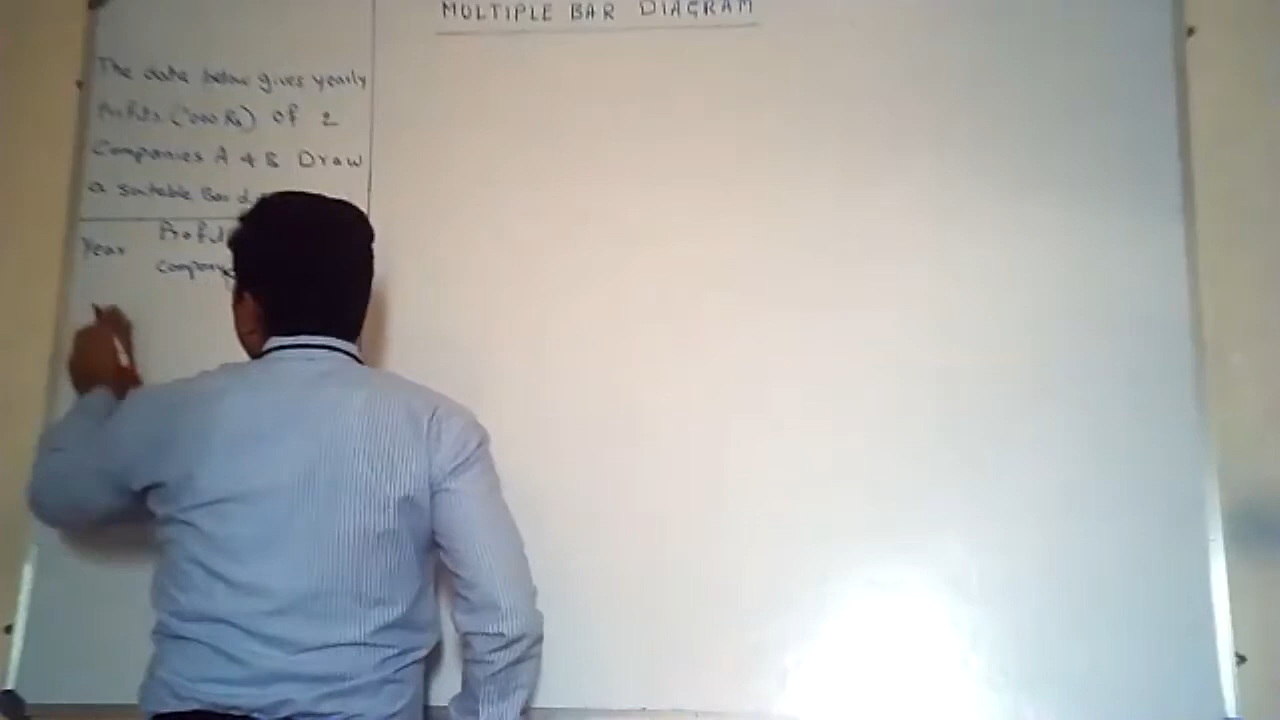 MULTIPLE BAR DIAGRAM
The data below gives yearly
Profits ('000 Rs) of 2
Companies A & B Draw
a suitable Bar
Year